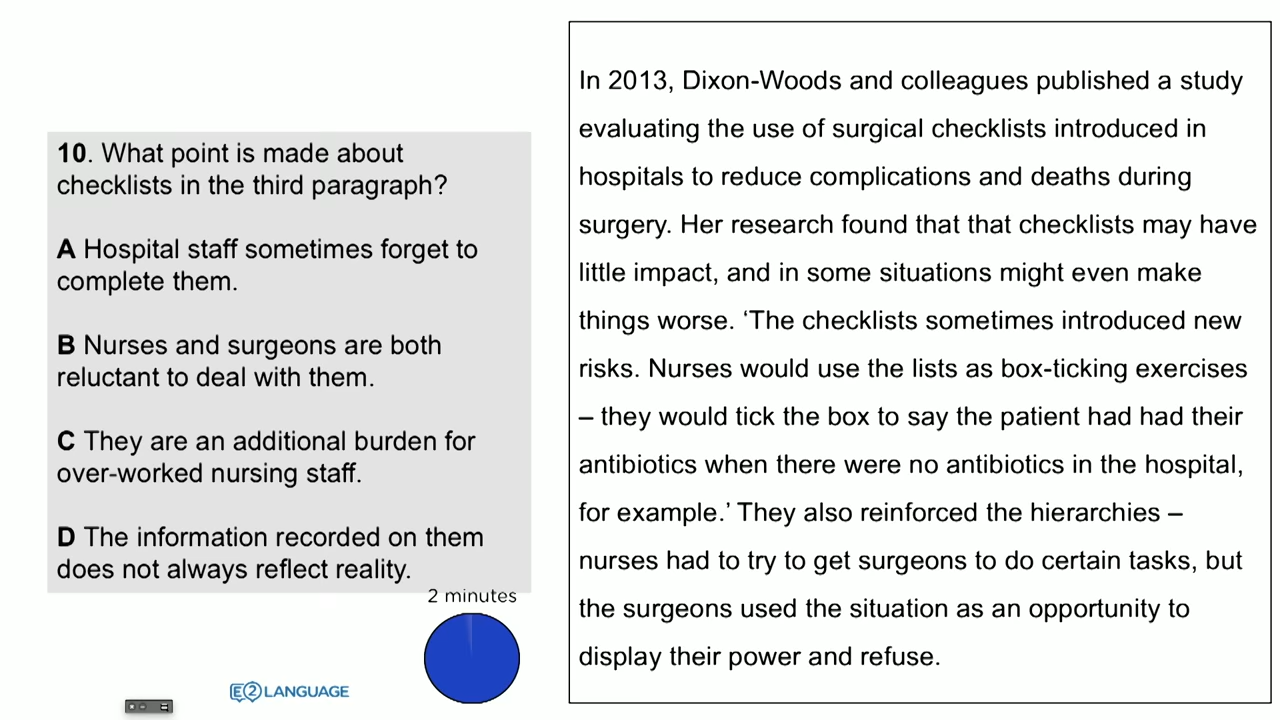 10. What point is made about
checklists in the third paragraph?
A Hospital staff sometimes forget to
complete them.
B Nurses and surgeons are both
reluctant to deal with them.
C They are an additional burden for
over-worked nursing staff.
D The information recorded on them
does not always reflect reality.
2 minutes
E2 LANGUAGE
In 2013, Dixon-Woods and colleagues published a study
evaluating the use of surgical checklists introduced in
hospitals to reduce complications and deaths during
surgery. Her research found that that checklists may have
little impact, and in some situations might even make
things worse. ‘The checklists sometimes introduced new
risks. Nurses would use the lists as box-ticking exercises
– they would tick the box to say the patient had had their
antibiotics when there were no antibiotics in the hospital,
for example.’ They also reinforced the hierarchies –
nurses had to try to get surgeons to do certain tasks, but
the surgeons used the situation as an opportunity to
display their power and refuse.